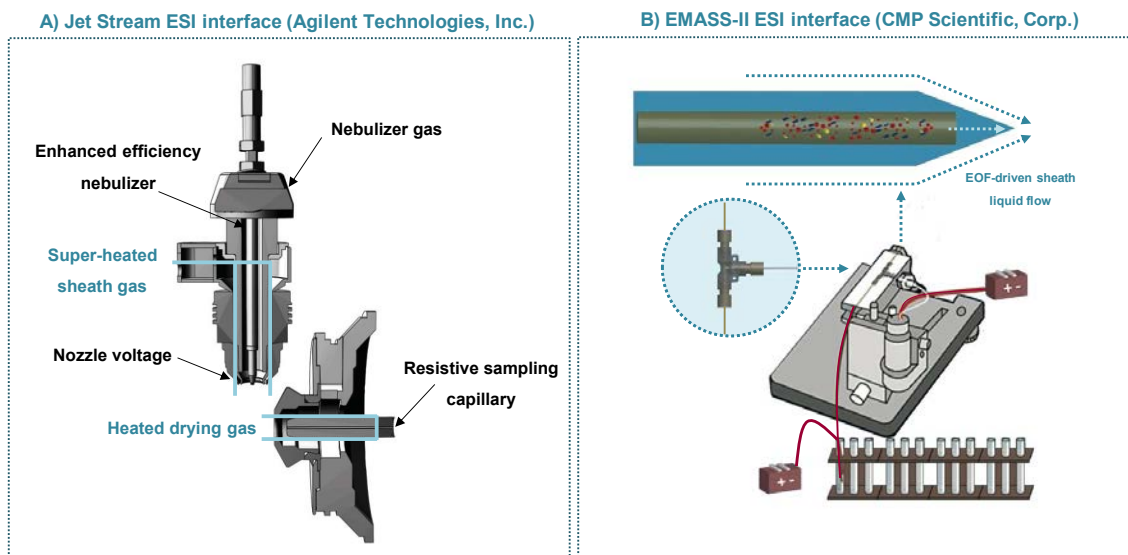 A) Jet Stream ESI interface (Agilent Technologies, Inc.)
Nebulizer gas
Enhanced efficiency
nebulizer
Super-heated
sheath gas
Nozzle voltage
Resistive sampling
capillary
Heated drying gas
B) EMASS-II ESI interface (CMP Scientific, Corp.)
EOF-driven sheath
liquid flow
+ -
+ -